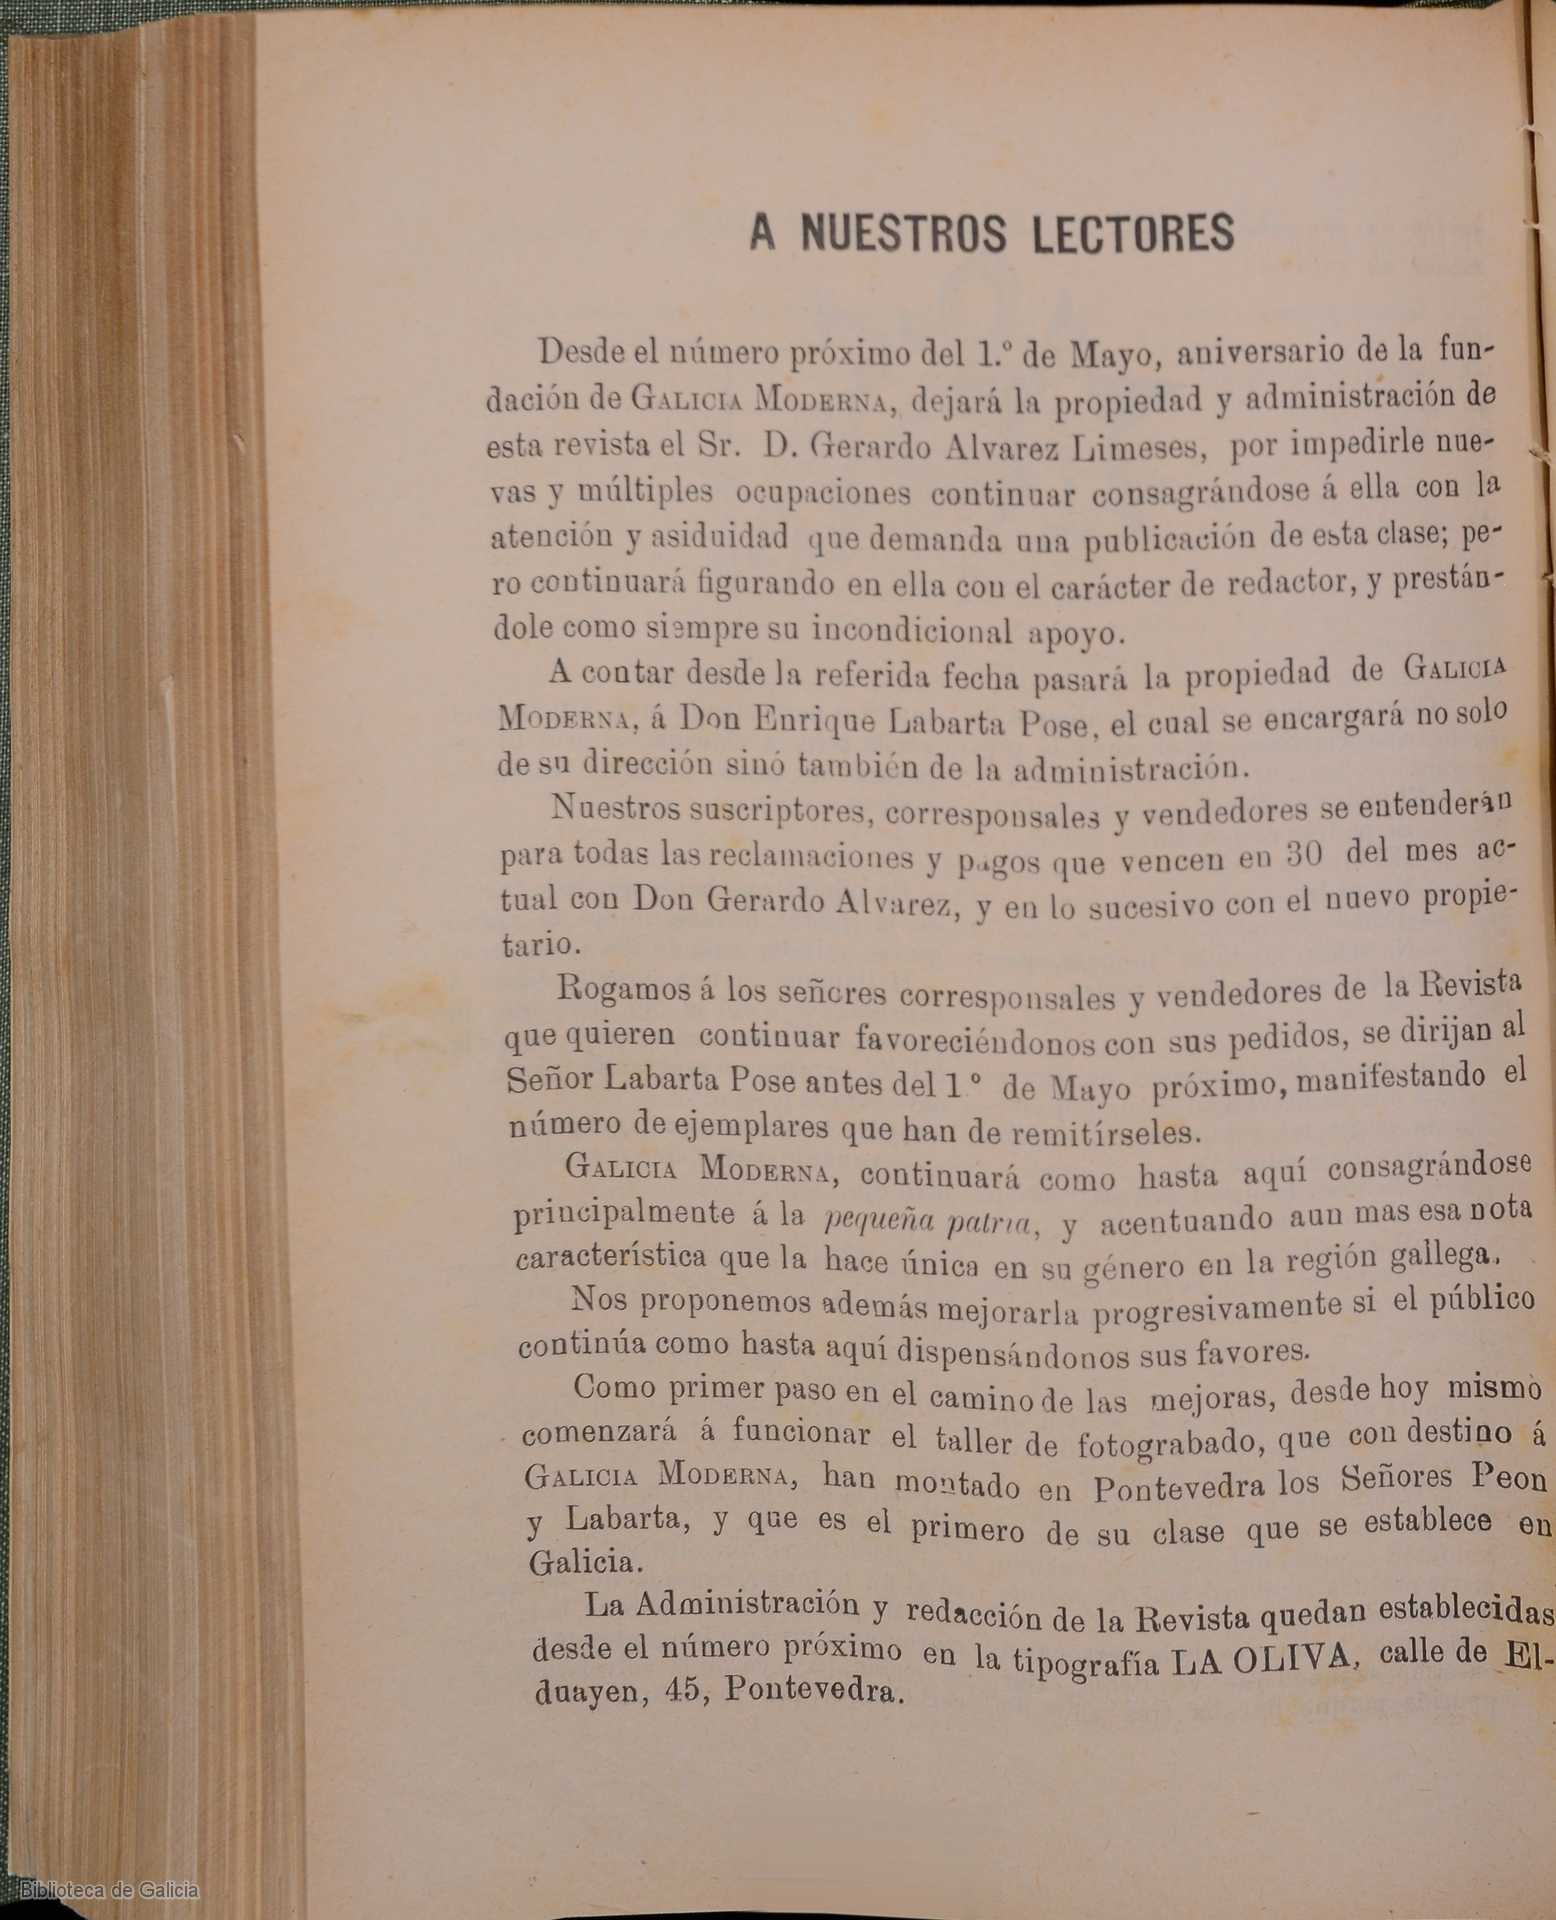 A NUESTROS LECTORES
Desde el número próximo del 1.º de Mayo, aniversario de la fun-
dación de GALICIA MODERNA, dejará la propiedad y administración de
esta revista el Sr. D. Gerardo Alvarez Limeses, por impedirle nue-
vas y múltiples ocupaciones continuar consagrándose á ella con la
atención y asiduidad que demanda una publicación de esta clase; pe-
ro continuará figurando en ella con el carácter de redactor, y prestán-
dole como siempre su incondicional apoyo.
A contar desde la referida fecha pasará la propiedad de GALICIA
MODERNA, á Don Enrique Labarta Pose, el cual se encargará no solo
de su dirección sinó también de la administración.
Nuestros suscriptores, corresponsales y vendedores se entenderán
para todas las reclamaciones y pagos que vencen en 30 del mes ac-
tual con Don Gerardo Alvarez, y en lo sucesivo con el nuevo propie-
tario.
Rogamos á los señores corresponsales y vendedores de la Revista
que quieren continuar favoreciéndonos con sus pedidos, se dirijan al
Señor Labarta Pose antes del 1º de Mayo próximo, manifestando el
número de ejemplares que han de remitírseles.
GALICIA MODERNA, continuará como hasta aquí consagrándose
principalmente á la pequeña patria, y acentuando aun mas esa nota
característica que la hace única en su género en la región gallega.
Nos proponemos además mejorarla progresivamente si el público
continúa como hasta aquí dispensándonos sus favores.
Como primer paso en el camino de las mejoras, desde hoy mismo
comenzará á funcionar el taller de fotograbado, que con destino á
GALICIA MODERNA, han montado en Pontevedra los Señores Peon
y Labarta, y que es el primero de su clase que se establece en
Galicia.
La Administración y redacción de la Revista quedan establecidas
desde el número próximo en la tipografía LA OLIVA, calle de El-
duayen, 45, Pontevedra.
Biblioteca de Galicia